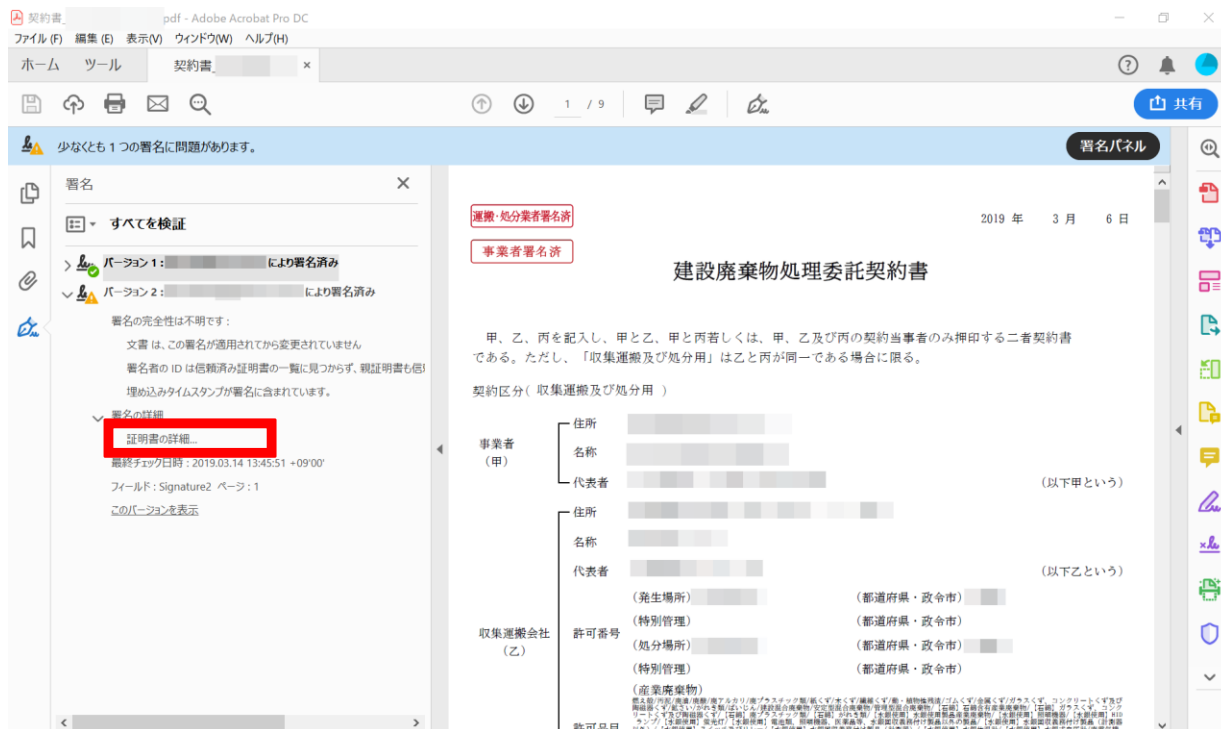 契約書_ pdf - Adobe Acrobat Pro DC
ファイル(F) 編集(E) 表示(V) ウィンドウ(W) ヘルプ(H)
ホーム ツール 契約書_ ×
1 / 9
共有
少なくとも 1 つの署名に問題があります。
署名パネル
署名
すべてを検証
バージョン 1 : により署名済み
バージョン 2 : により署名済み
署名の完全性は不明です :
文書 は、この署名が適用されてから変更されていません
署名者の ID は信頼済み証明書の一覧に見つからず、親証明書も信
埋め込みタイムスタンプが署名に含まれています。
署名の詳細
証明書の詳細...
最終チェック日時 : 2019.03.14 13:45:51 +09'00'
フィールド : Signature2 ページ : 1
このバージョンを表示
運搬・処分業者署名済
2019 年 3 月 6 日
事業者署名済
建設廃棄物処理委託契約書
甲、乙、丙を記入し、甲と乙、甲と丙若しくは、甲、乙及び丙の契約当事者のみ押印する二者契約書
である。ただし、「収集運搬及び処分用」は乙と丙が同一である場合に限る。
契約区分( 収集運搬及び処分用 )
事業者
(甲)
住所
名称
代表者 (以下甲という)
収集運搬会社
(乙)
住所
名称
代表者 (以下乙という)
許可番号
(発生場所) (都道府県・政令市)
(特別管理) (都道府県・政令市)
(処分場所) (都道府県・政令市)
(特別管理) (都道府県・政令市)
(産業廃棄物)
許可品目